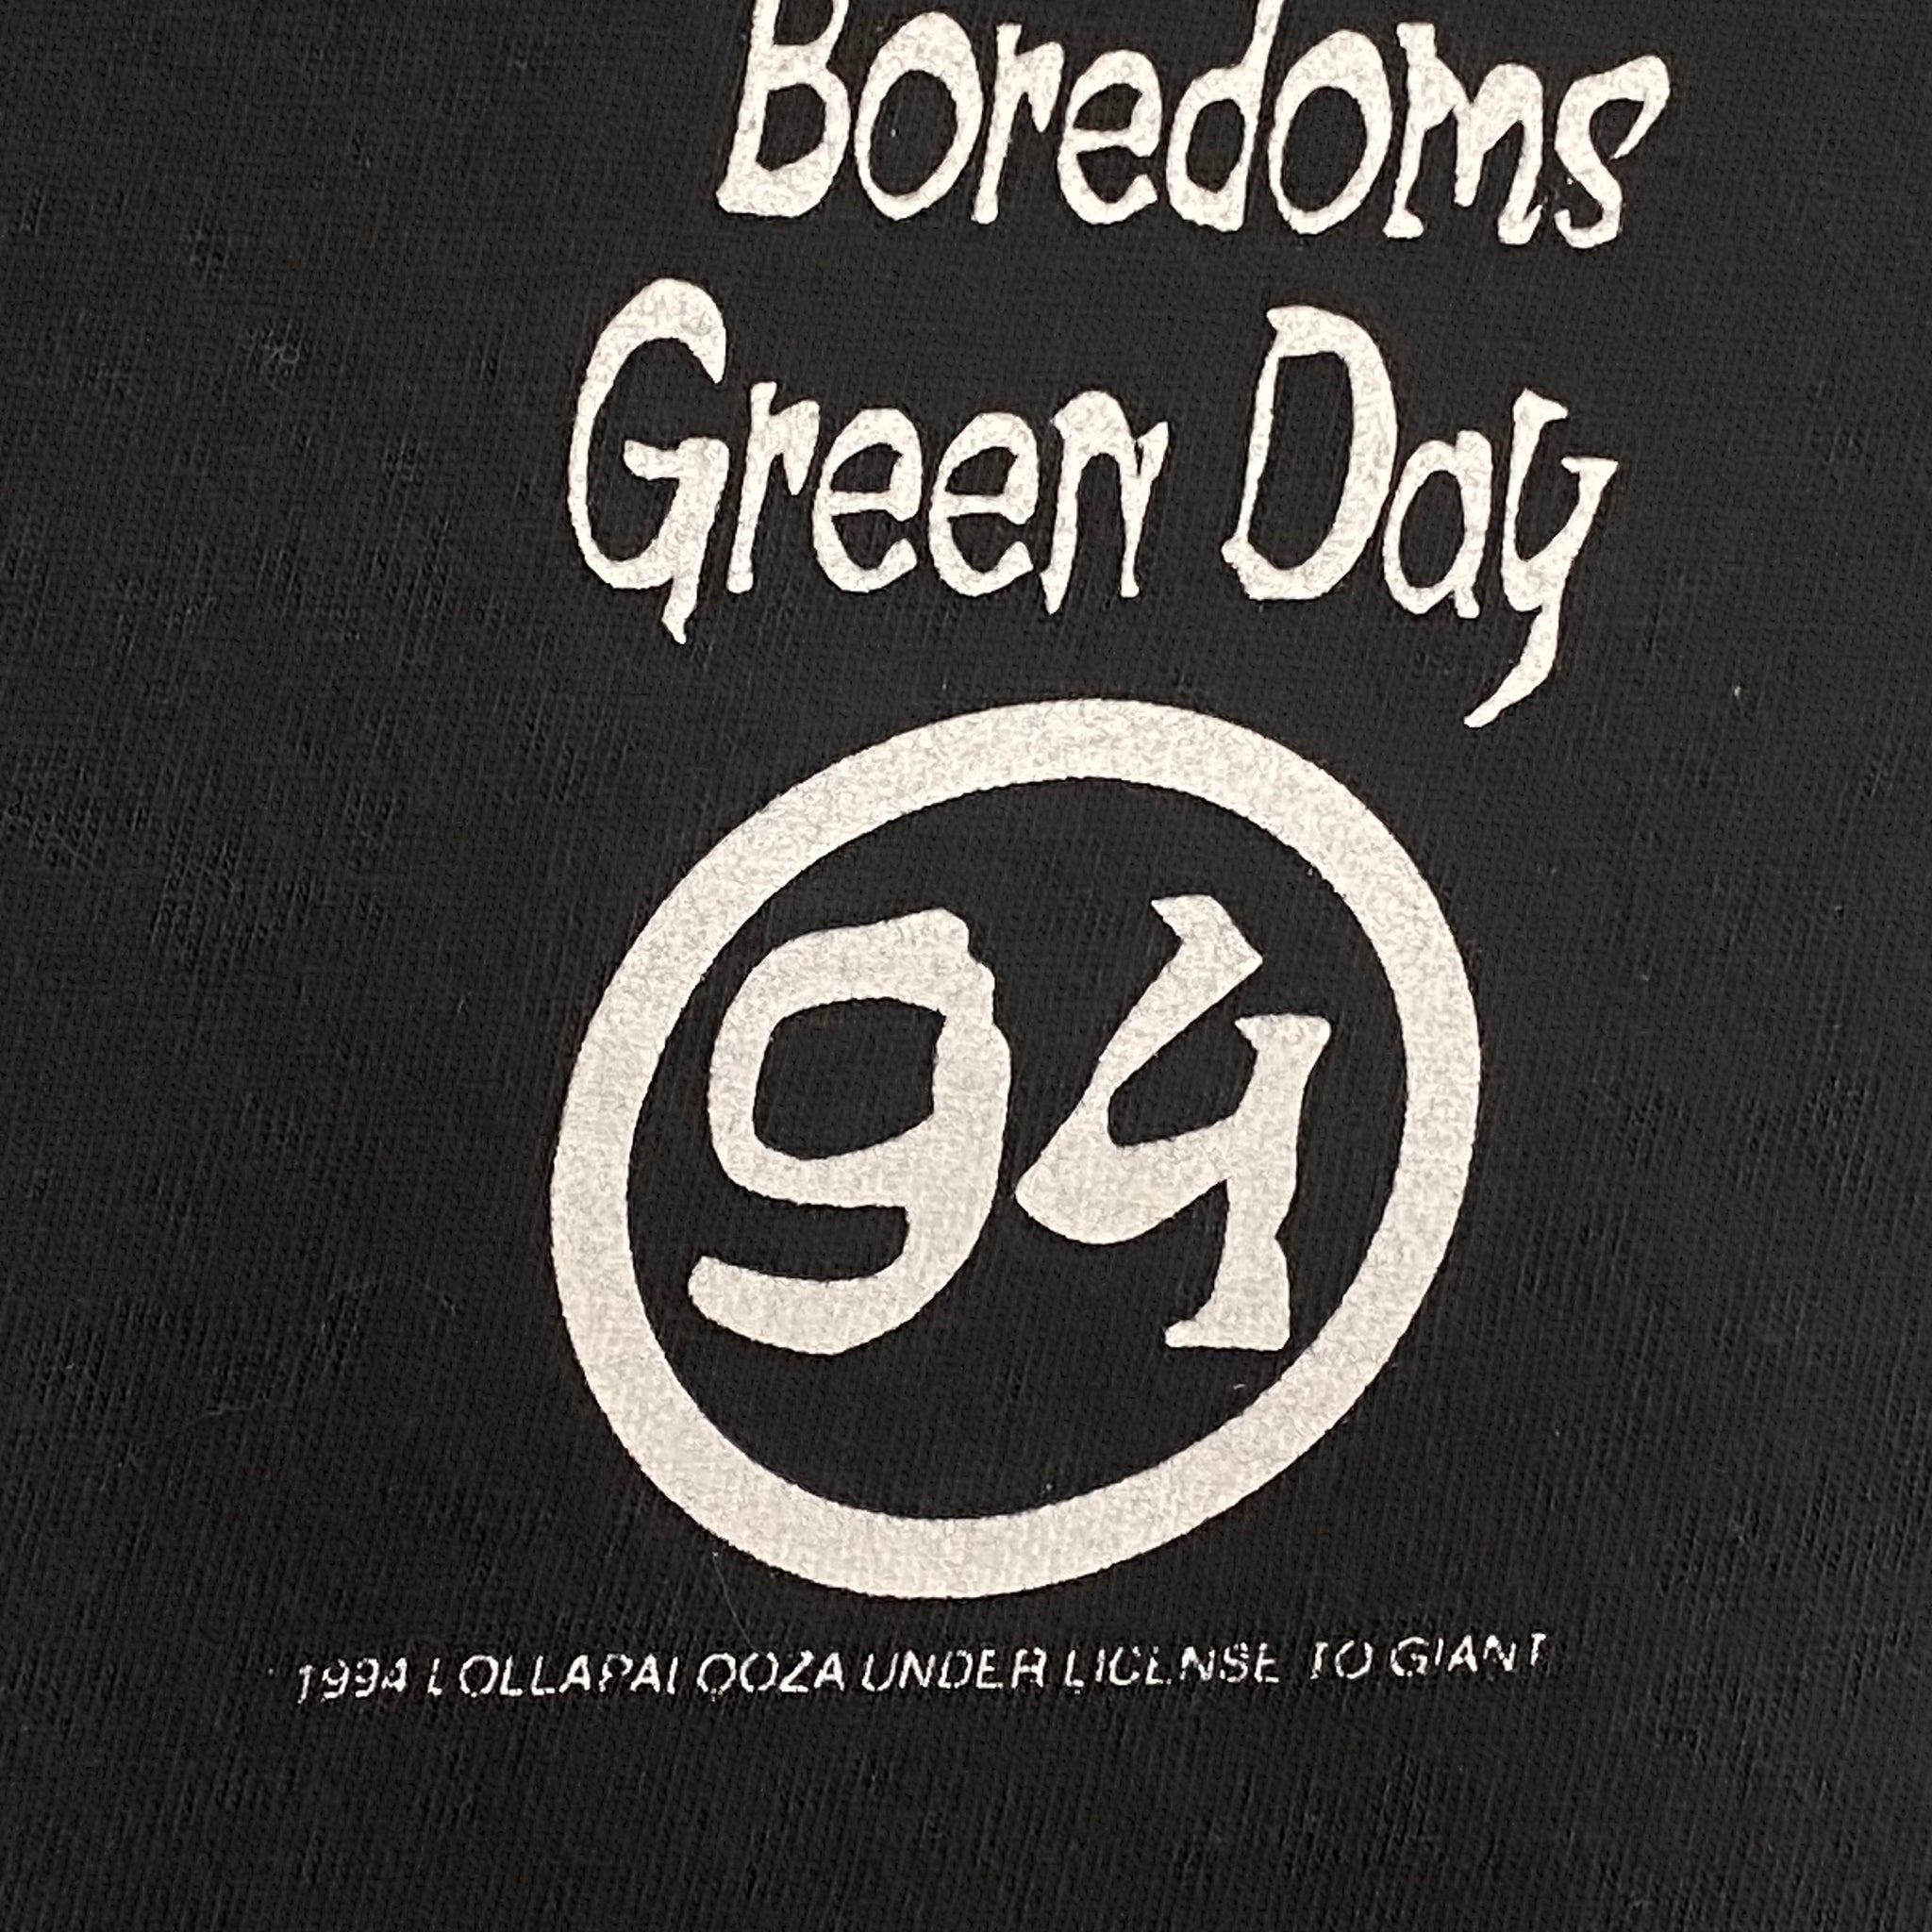 Boredoms
Green Day
94
1994 LOLLAPALOOZA UNDER LICENSE TO GIANT